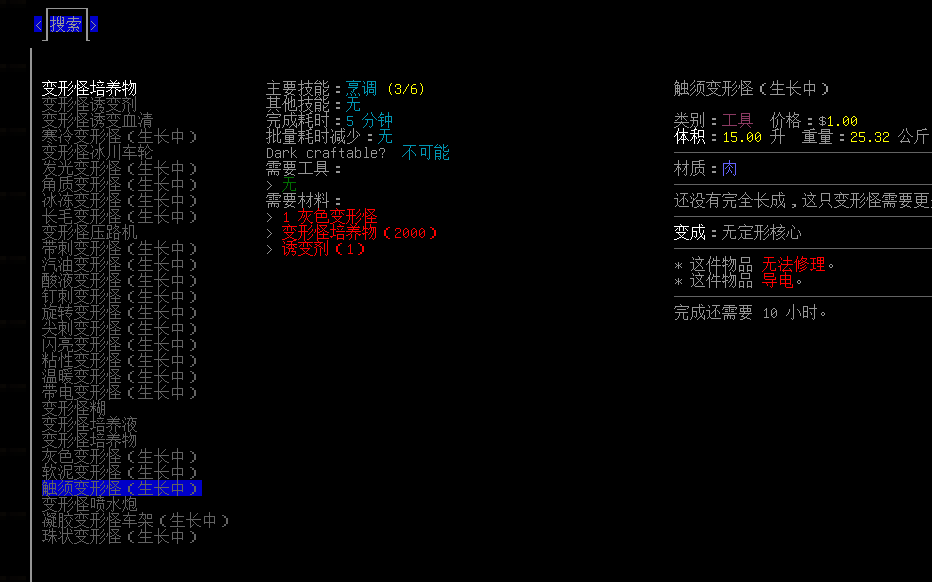 <搜索>
变形怪培养物
变形怪诱变剂
变形怪诱变血清
寒冷变形怪(生长中)
变形怪冰川车轮
发光变形怪(生长中)
角质变形怪(生长中)
冰冻变形怪(生长中)
长毛变形怪(生长中)
变形怪压路机
带刺变形怪(生长中)
汽油变形怪(生长中)
酸液变形怪(生长中)
钉刺变形怪(生长中)
旋转变形怪(生长中)
尖刺变形怪(生长中)
闪亮变形怪(生长中)
粘性变形怪(生长中)
温暖变形怪(生长中)
带电变形怪(生长中)
变形怪糊
变形怪培养液
变形怪培养物
灰色变形怪(生长中)
软泥变形怪(生长中)
触须变形怪(生长中)
变形怪喷水炮
凝胶变形怪车架(生长中)
珠状变形怪(生长中)
主要技能：烹调 (3/6)
其他技能：无
完成耗时：5 分钟
批量耗时减少：无
Dark craftable? 不可能
需要工具：
> 无
需要材料：
> 1 灰色变形怪
> 变形怪培养物(2000)
> 诱变剂(1)
触须变形怪(生长中)
类别：工具 价格：$1.00
体积：15.00 升 重量：25.32 公斤
材质：肉
还没有完全长成，这只变形怪需要更
变成：无定形核心
* 这件物品 无法修理。
* 这件物品 导电。
完成还需要 10 小时。